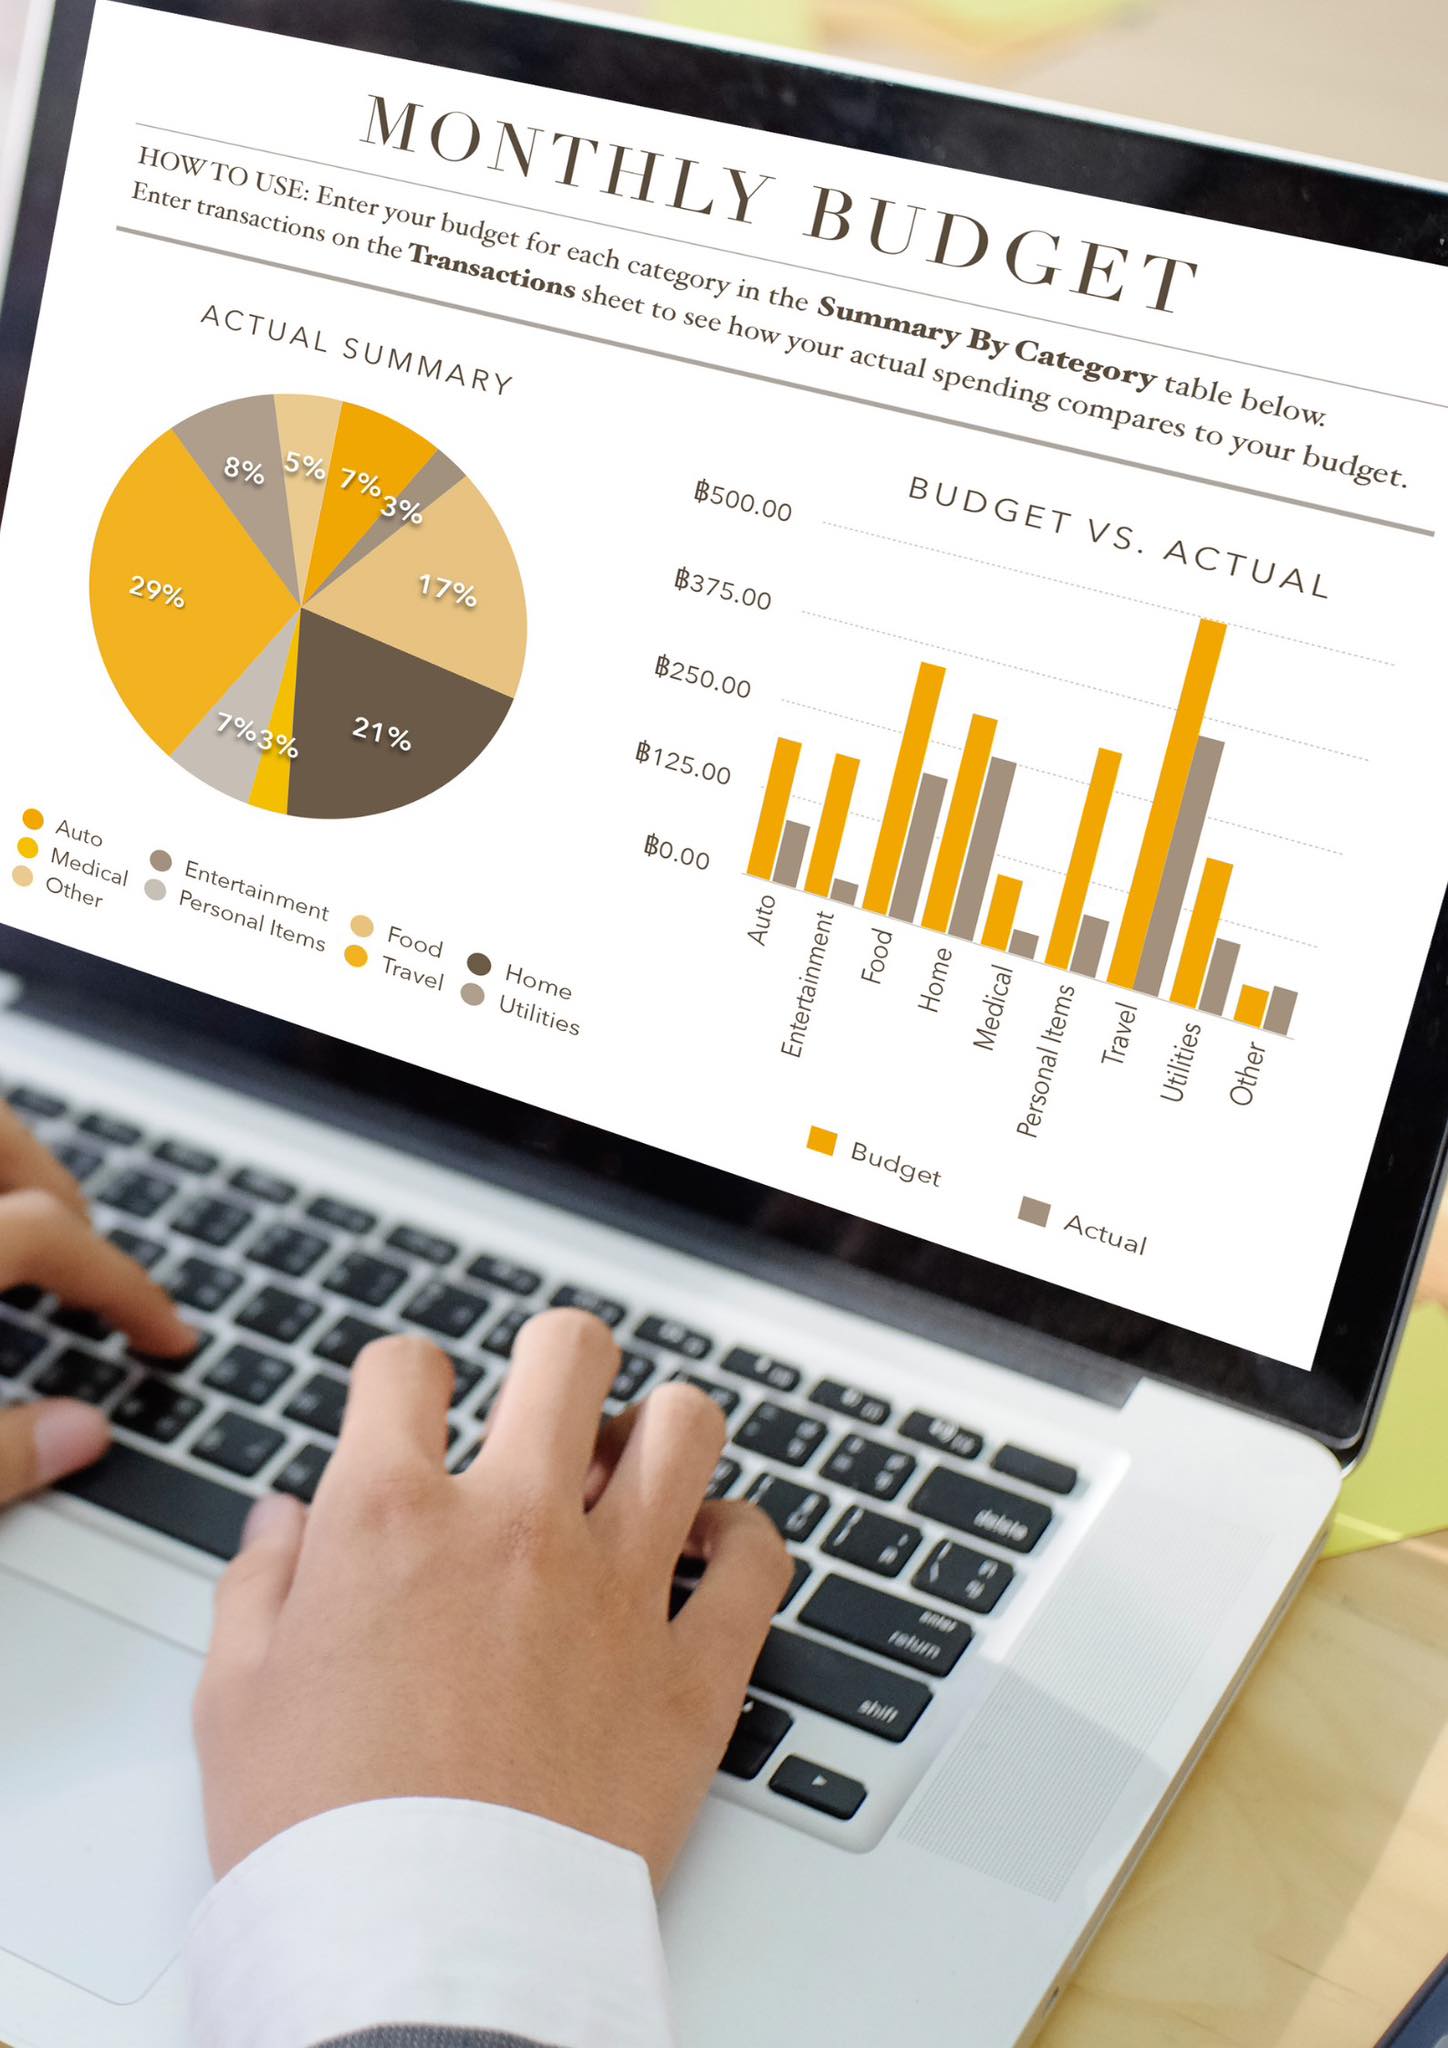 MONTHLY BUDGET
HOW TO USE: Enter your budget for each category in the Summary By Category table below.
Enter transactions on the Transactions sheet to see how your actual spending compares to your budget.
ACTUAL SUMMARY
8%
5%
7%
3%
29%
17%
7%
3%
21%
Auto
Entertainment
Food
Home
Medical
Personal Items
Travel
Utilities
Other
BUDGET VS. ACTUAL
฿500.00
฿375.00
฿250.00
฿125.00
฿0.00
Auto
Entertainment
Food
Home
Medical
Personal Items
Travel
Utilities
Other
Budget
Actual
delete
enter
return
shift